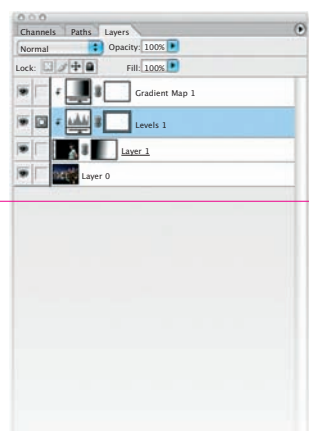 Channels Paths Layers
Normal Opacity: 100%
Lock: Fill: 100%
Gradient Map 1
Levels 1
Layer 1
Layer 0